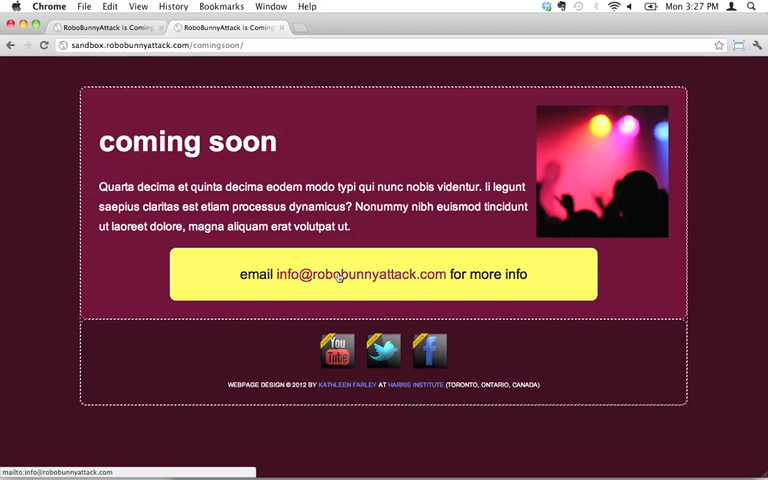 Chrome File Edit View History Bookmarks Window Help
Mon 3:27 PM
RoboBunnyAttack is Coming
RoboBunnyAttack is Coming
sandbox.robobunnyattack.com/comingsoon/
coming soon
Quarta decima et quinta decima eodem modo typi qui nunc nobis videntur. Ii legunt
saepius claritas est etiam processus dynamicus? Nonummy nibh euismod tincidunt
ut laoreet dolore, magna aliquam erat volutpat ut.
email info@robobunnyattack.com for more info
You
Tube
WEBPAGE DESIGN © 2012 BY KATHLEEN FARLEY AT HARRIS INSTITUTE (TORONTO, ONTARIO, CANADA)
mailto:info@robobunnyattack.com